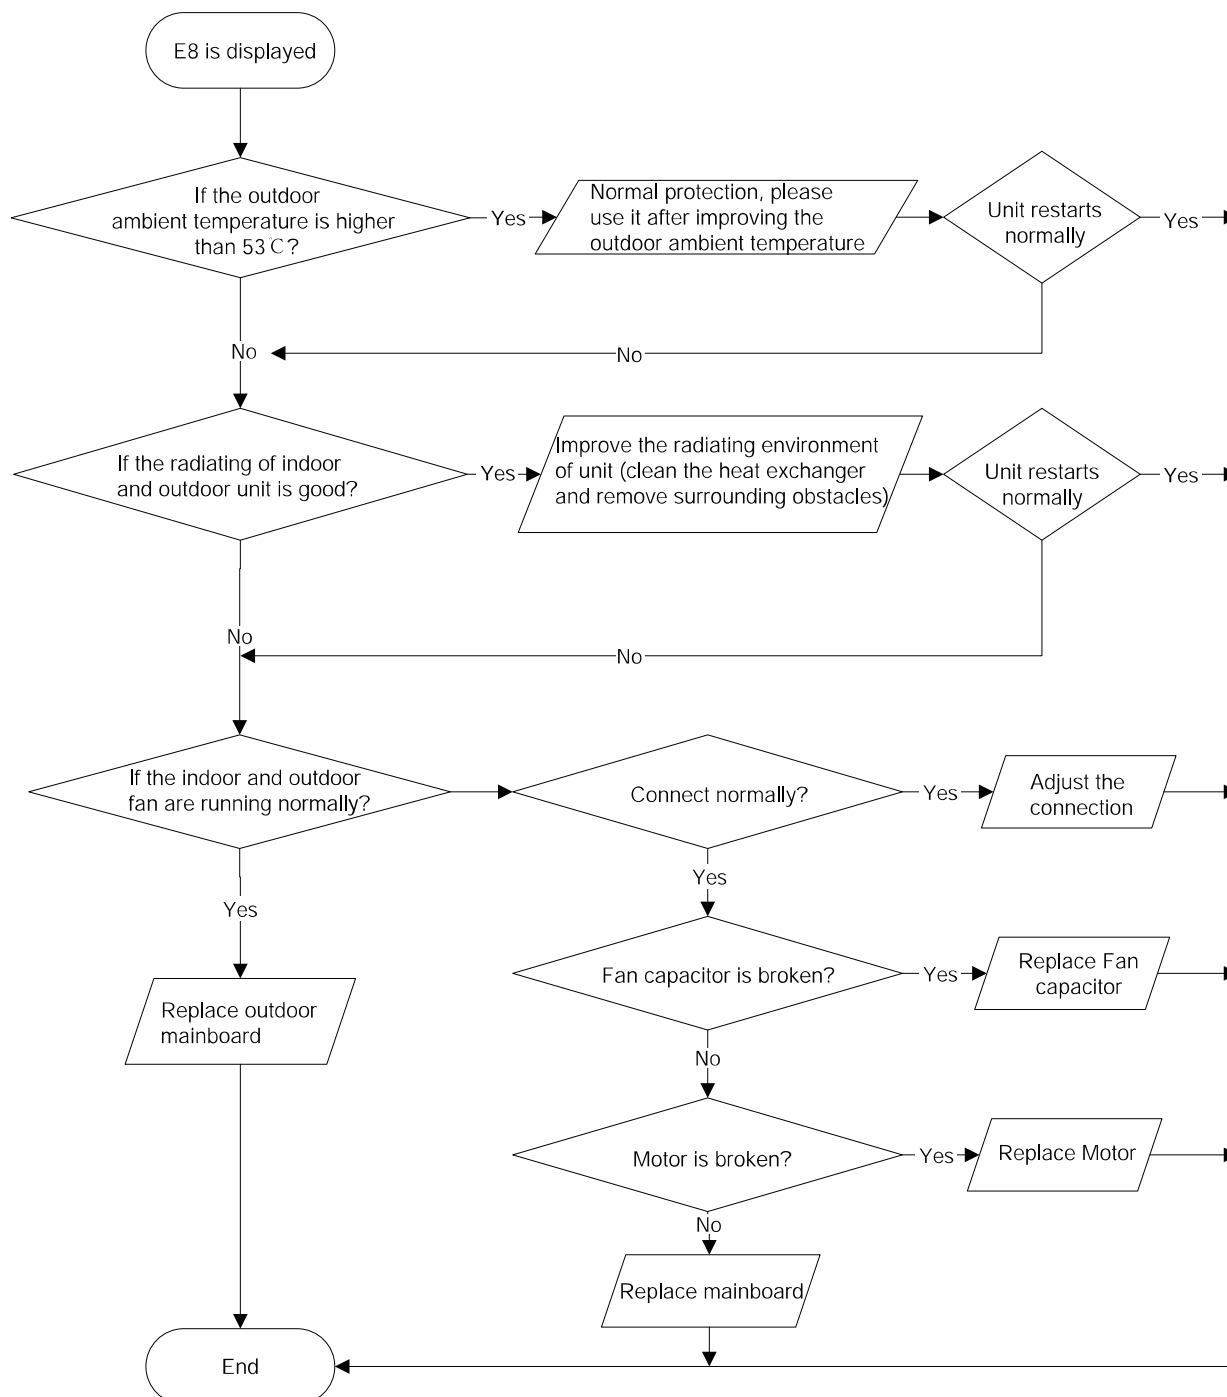 E8 is displayed
If the outdoor
ambient temperature is higher
than 53℃?
Yes
Normal protection, please
use it after improving the
outdoor ambient temperature
Unit restarts
normally
Yes
No
No
If the radiating of indoor
and outdoor unit is good?
Yes
Improve the radiating environment
of unit (clean the heat exchanger
and remove surrounding obstacles)
Unit restarts
normally
Yes
No
No
If the indoor and outdoor
fan are running normally?
Connect normally?
Yes
Adjust the
connection
Yes
Yes
Fan capacitor is broken?
Yes
Replace Fan
capacitor
Replace outdoor
mainboard
No
Motor is broken?
Yes
Replace Motor
No
Replace mainboard
End